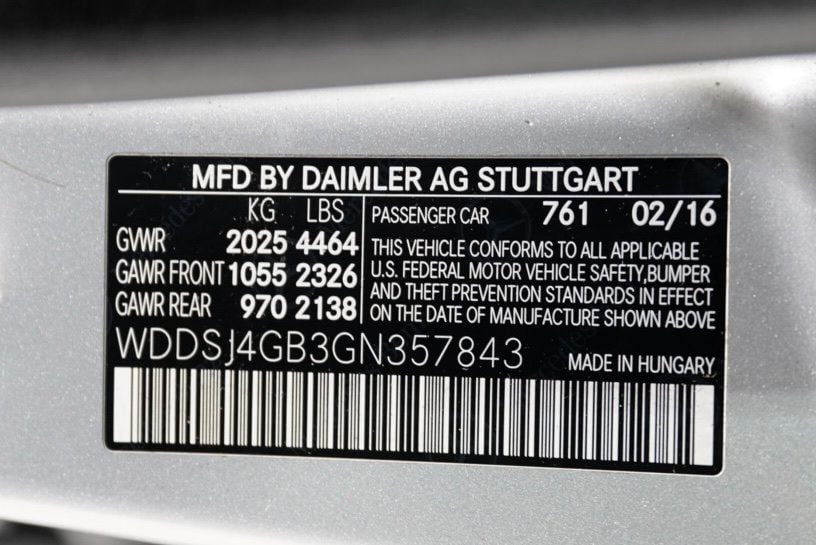 MFD BY DAIMLER AG STUTTGART
KG LBS
GVWR 2025 4464
GAWR FRONT 1055 2326
GAWR REAR 970 2138
PASSENGER CAR 761 02/16
THIS VEHICLE CONFORMS TO ALL APPLICABLE
U.S. FEDERAL MOTOR VEHICLE SAFETY,BUMPER
AND THEFT PREVENTION STANDARDS IN EFFECT
ON THE DATE OF MANUFACTURE SHOWN ABOVE
WDDSJ4GB3GN357843
MADE IN HUNGARY